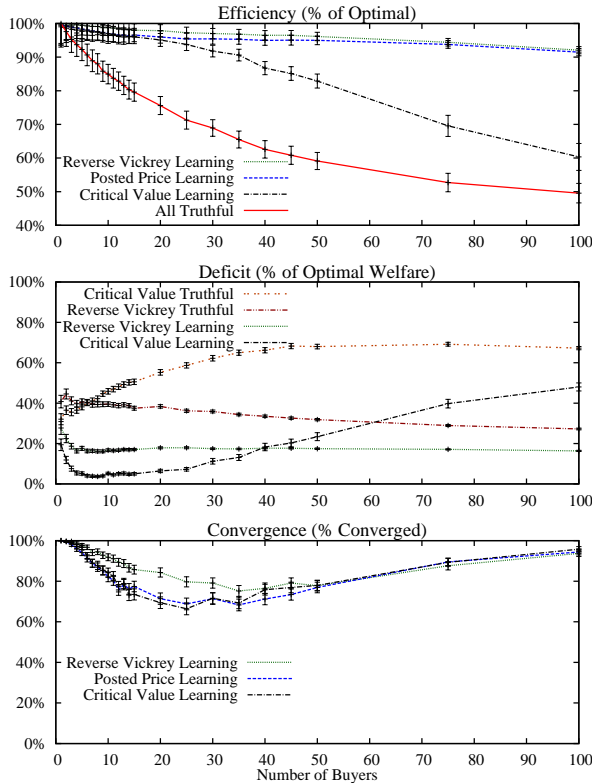 Efficiency (% of Optimal)
100%
90%
80%
70%
60%
50%
40%
Reverse Vickrey Learning
Posted Price Learning
Critical Value Learning
All Truthful
0 10 20 30 40 50 60 70 80 90 100
Deficit (% of Optimal Welfare)
100%
80%
60%
40%
20%
0%
Critical Value Truthful
Reverse Vickrey Truthful
Reverse Vickrey Learning
Critical Value Learning
0 10 20 30 40 50 60 70 80 90 100
Convergence (% Converged)
100%
80%
60%
40%
20%
0%
Reverse Vickrey Learning
Posted Price Learning
Critical Value Learning
0 10 20 30 40 50 60 70 80 90 100
Number of Buyers